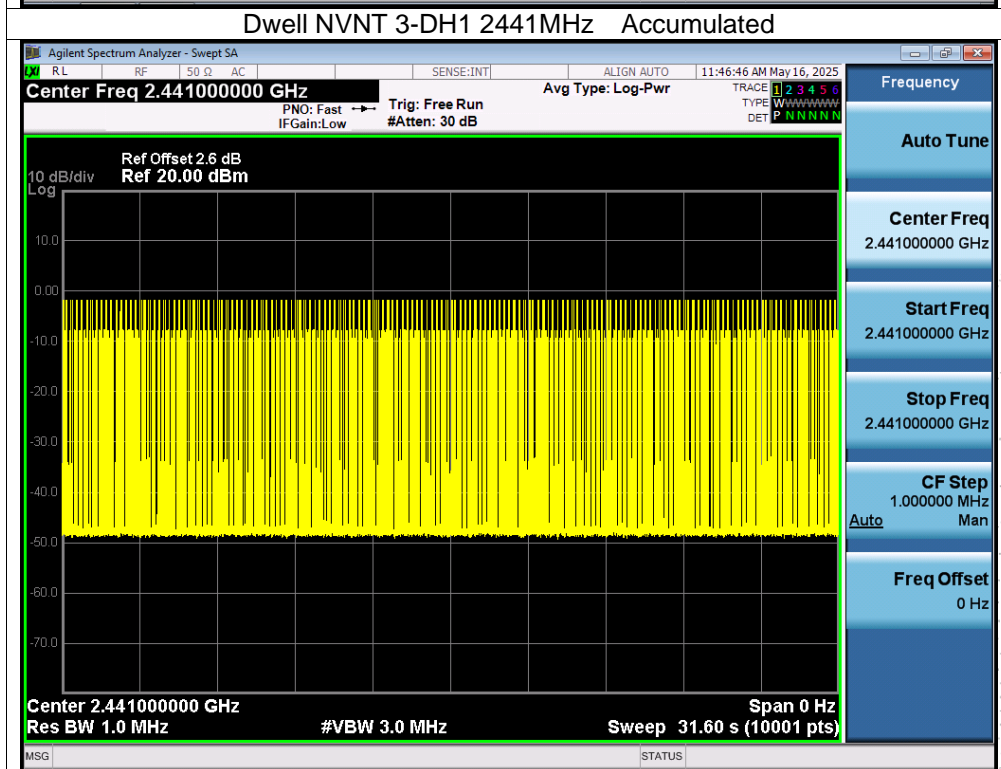 Dwell NVNT 3-DH1 2441MHz Accumulated
Agilent Spectrum Analyzer - Swept SA
LXI RL RF 50 Ω AC SENSE:INT ALIGN AUTO 11:46:46 AM May 16, 2025
Center Freq 2.441000000 GHz
PNO: Fast
IFGain:Low
Trig: Free Run
#Atten: 30 dB
Avg Type: Log-Pwr
TRACE 1 2 3 4 5 6
TYPE WWWWWWW
DET P N N N N N
Ref Offset 2.6 dB
10 dB/div Ref 20.00 dBm
Log
10.0
0.00
-10.0
-20.0
-30.0
-40.0
-50.0
-60.0
-70.0
Center 2.441000000 GHz Span 0 Hz
Res BW 1.0 MHz #VBW 3.0 MHz Sweep 31.60 s (10001 pts)
MSG STATUS
Frequency
Auto Tune
Center Freq
2.441000000 GHz
Start Freq
2.441000000 GHz
Stop Freq
2.441000000 GHz
CF Step
1.000000 MHz
Auto Man
Freq Offset
0 Hz